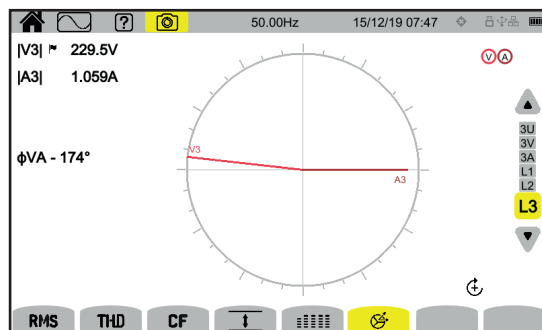 ?
50.00Hz
15/12/19 07:47
|V3| 229.5V
|A3| 1.059A
ϕVA - 174°
V3
A3
V A
3U
3V
3A
L1
L2
L3
RMS THD CF